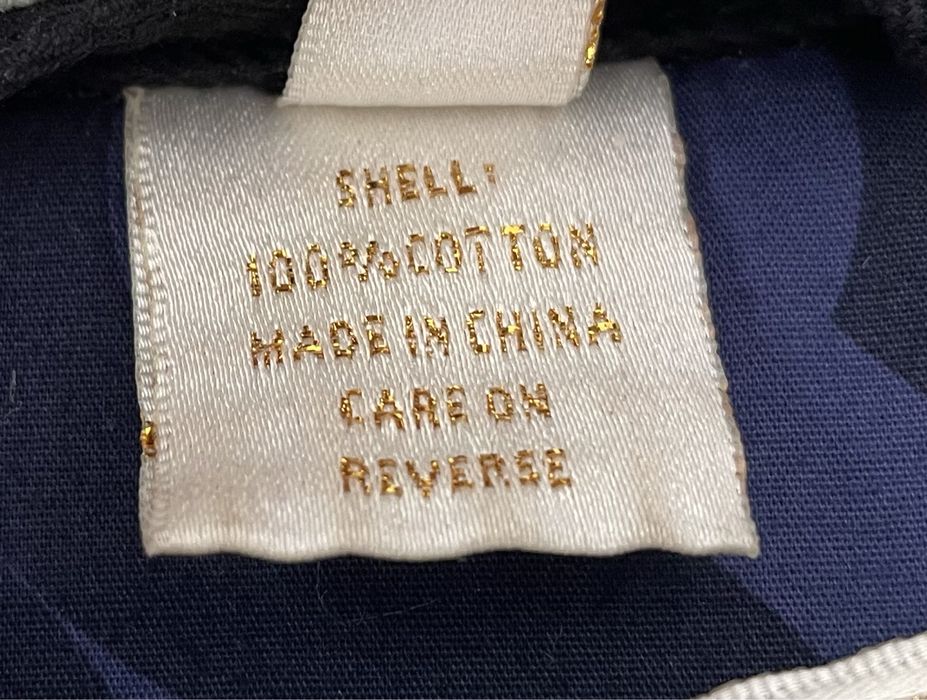 SHELL:
100%COTTON
MADE IN CHINA
CARE ON
REVERSE